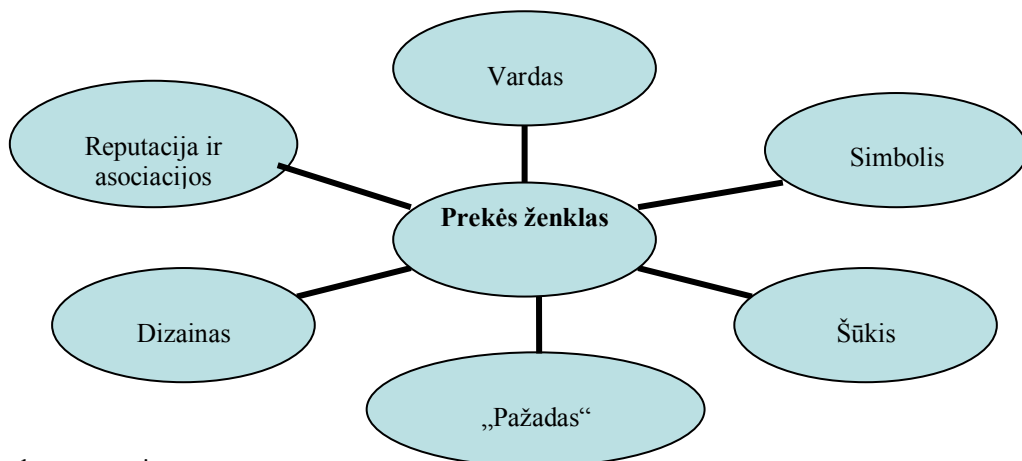 Vardas
Reputacija ir
asociacijos
Simbolis
Prekės ženklas
Dizainas
Šūkis
„Pažadas“